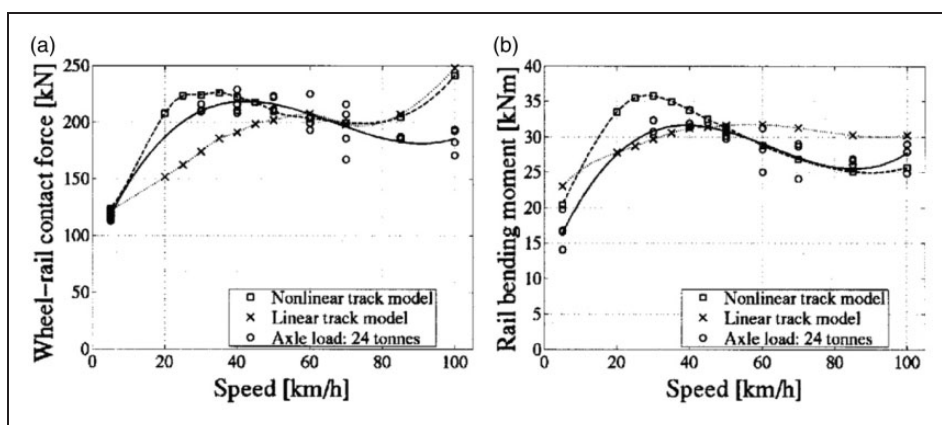 (a)
Wheel-rail contact force [kN]
250
200
150
100
50
0
0
20
40
60
80
100
Speed [km/h]
Nonlinear track model
Linear track model
Axle load: 24 tonnes
(b)
Rail bending moment [kNm]
40
35
30
25
20
15
10
5
0
0
20
40
60
80
100
Speed [km/h]
Nonlinear track model
Linear track model
Axle load: 24 tonnes